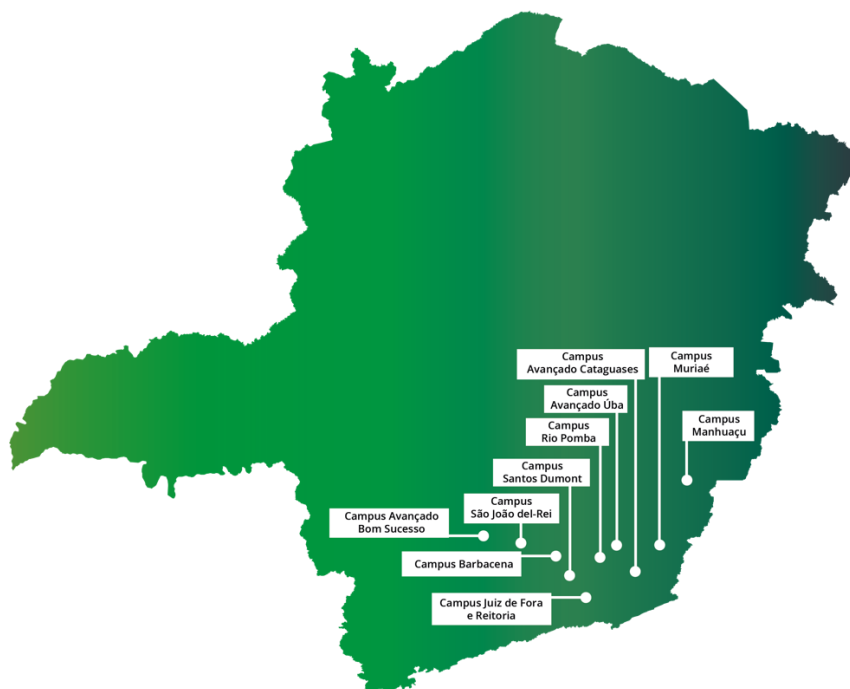 Campus
Avançado Cataguases
Campus
Muriaé
Campus
Avançado Úba
Campus
Manhuaçu
Campus
Rio Pomba
Campus
Santos Dumont
Campus
São João del-Rei
Campus Avançado
Bom Sucesso
Campus Barbacena
Campus Juiz de Fora
e Reitoria